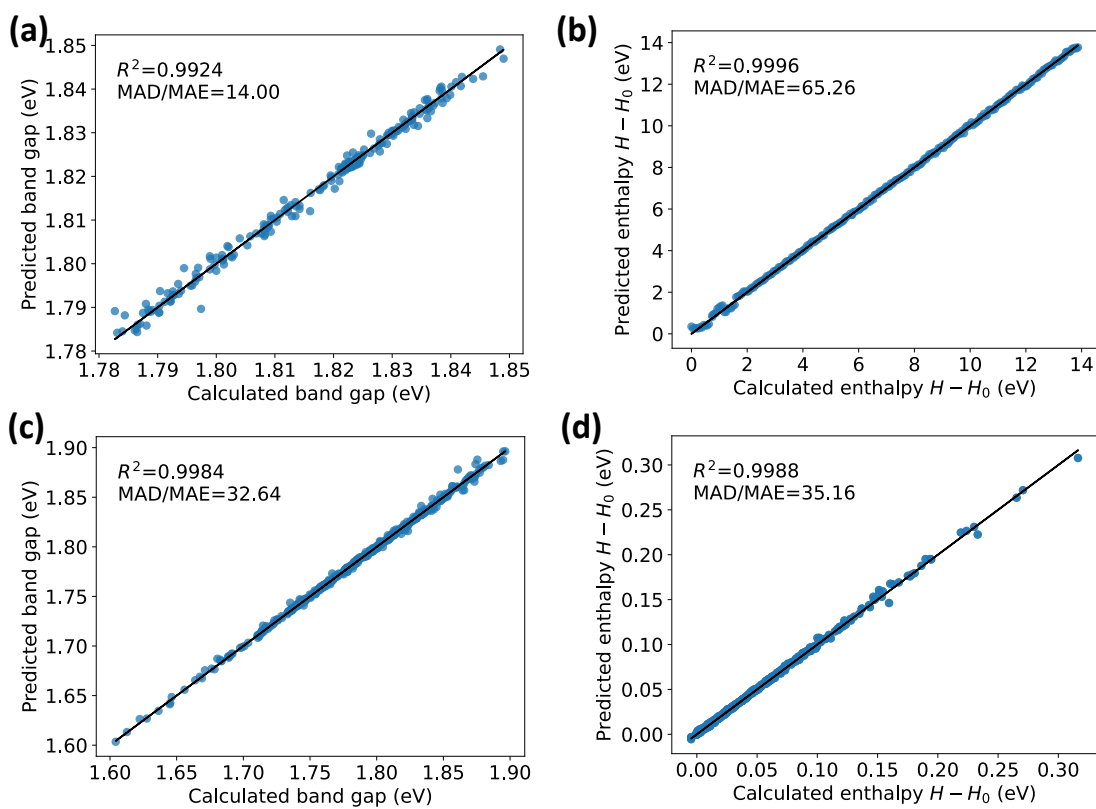 (a)
R²=0.9924
MAD/MAE=14.00
1.85
1.84
1.83
1.82
1.81
1.80
1.79
1.78
Predicted band gap (eV)
1.78 1.79 1.80 1.81 1.82 1.83 1.84 1.85
Calculated band gap (eV)
(b)
R²=0.9996
MAD/MAE=65.26
14
12
10
8
6
4
2
0
Predicted enthalpy H − H₀ (eV)
0 2 4 6 8 10 12 14
Calculated enthalpy H − H₀ (eV)
(c)
R²=0.9984
MAD/MAE=32.64
1.90
1.85
1.80
1.75
1.70
1.65
1.60
Predicted band gap (eV)
1.60 1.65 1.70 1.75 1.80 1.85 1.90
Calculated band gap (eV)
(d)
R²=0.9988
MAD/MAE=35.16
0.30
0.25
0.20
0.15
0.10
0.05
0.00
Predicted enthalpy H − H₀ (eV)
0.00 0.05 0.10 0.15 0.20 0.25 0.30
Calculated enthalpy H − H₀ (eV)